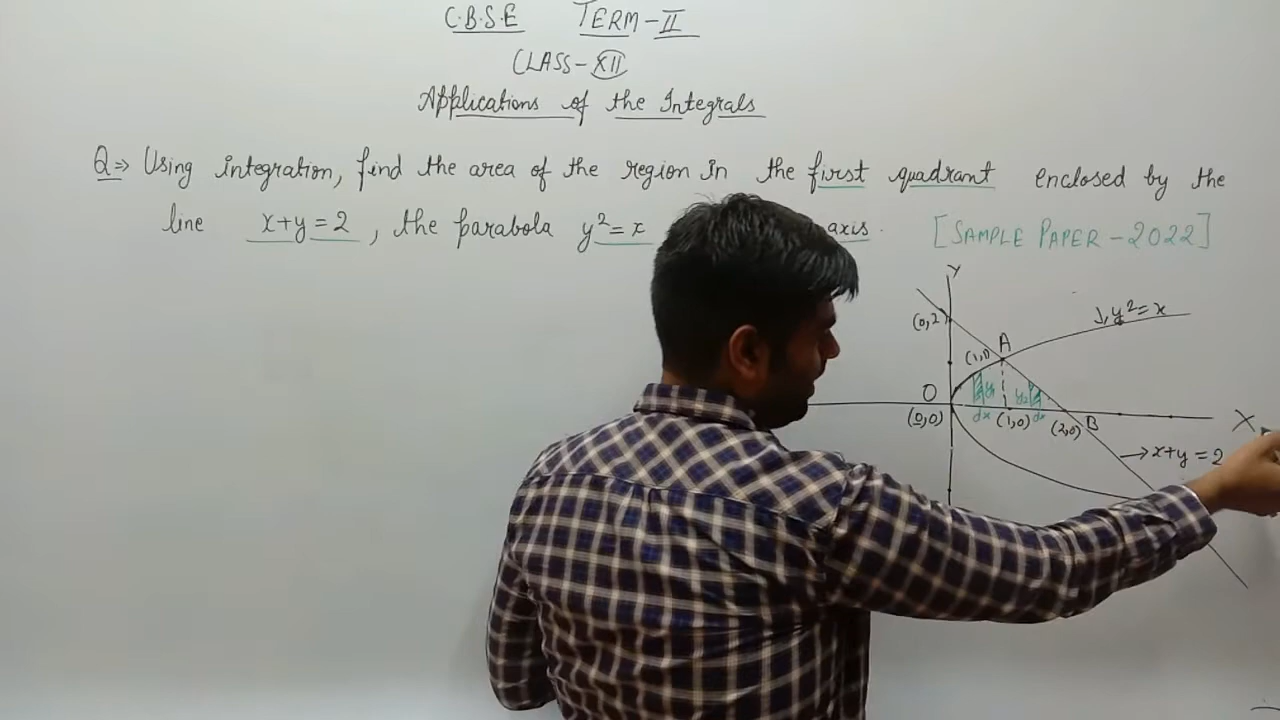 C.B.S.E TERM-II
CLASS-XII
Applications of the Integrals
Q⇒ Using integration, find the area of the region in the first quadrant enclosed by the
line x+y=2, the parabola y²=x axis. [SAMPLE PAPER-2022]
Y
(0,2)
↓y²=x
A
(1,1)
O
y₁ y₂
(0,0) dx (1,0) dx (2,0) B
X
→x+y=2